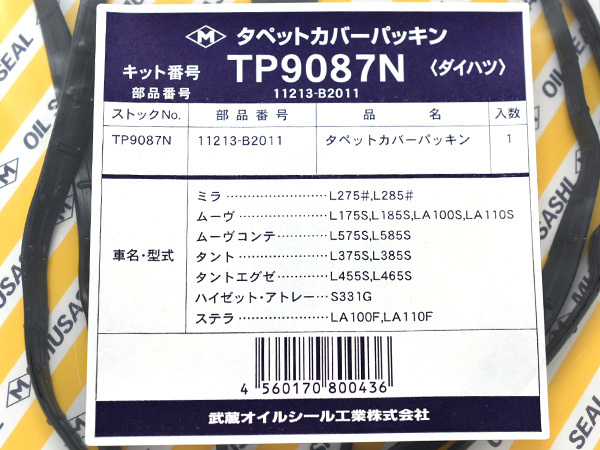 M タペットカバーパッキン
キット番号 TP9087N 〈ダイハツ〉
部品番号 11213-B2011
ストックNo. 部品番号 品名 入数
TP9087N 11213-B2011 タペットカバーパッキン 1
車名・型式
ミラ L275#,L285#
ムーヴ L175S,L185S,LA100S,LA110S
ムーヴコンテ L575S,L585S
タント L375S,L385S
タントエグゼ L455S,L465S
ハイゼット・アトレー S331G
ステラ LA100F,LA110F
4 560170 800436
武蔵オイルシール工業株式会社
OIL SEAL
M MUSASHI
OIL SEAL
M MUSASHI
OIL SEAL
M MUSASHI